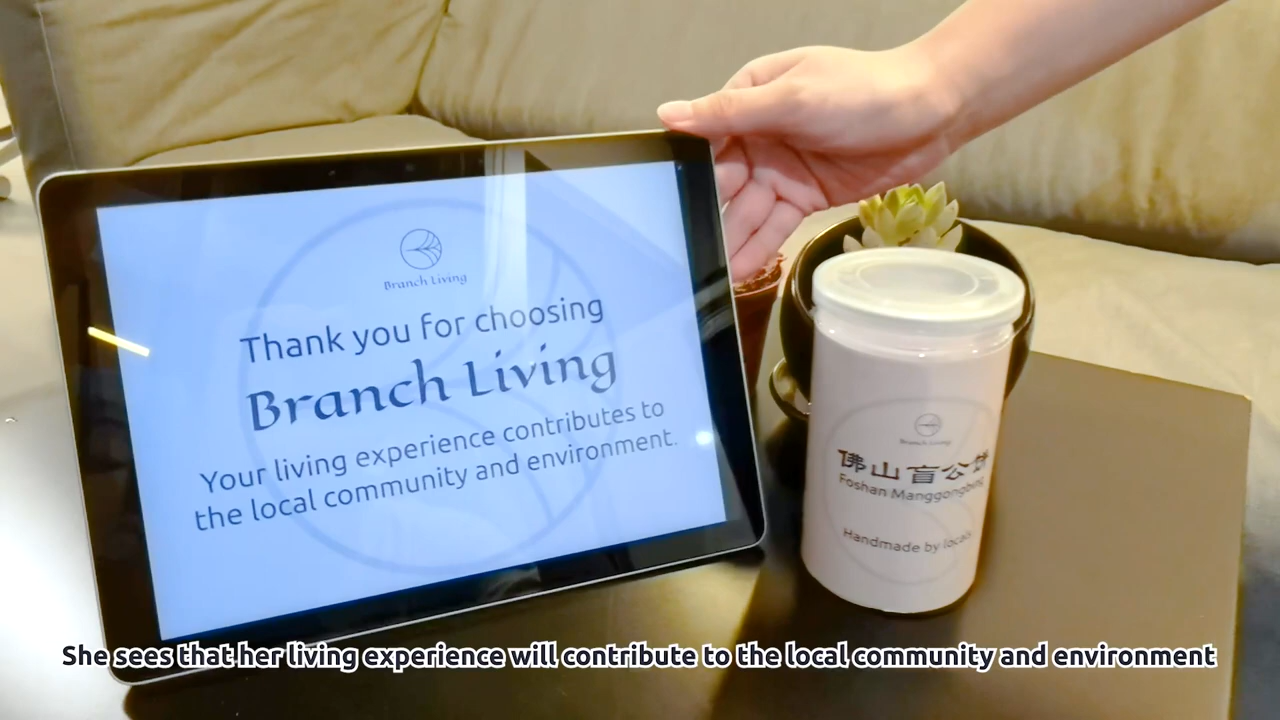 Branch Living
Thank you for choosing
Branch Living
Your living experience contributes to
the local community and environment.
Branch Living
佛山盲公饼
Foshan Manggongbing
Handmade by locals
She sees that her living experience will contribute to the local community and environment